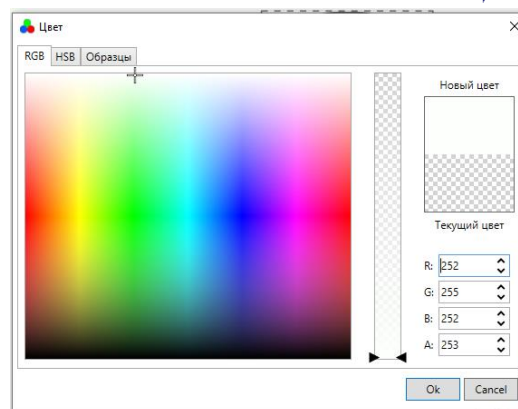 Цвет
RGB HSB Образцы
Новый цвет
Текущий цвет
R: 252
G: 255
B: 252
A: 253
Ok Cancel